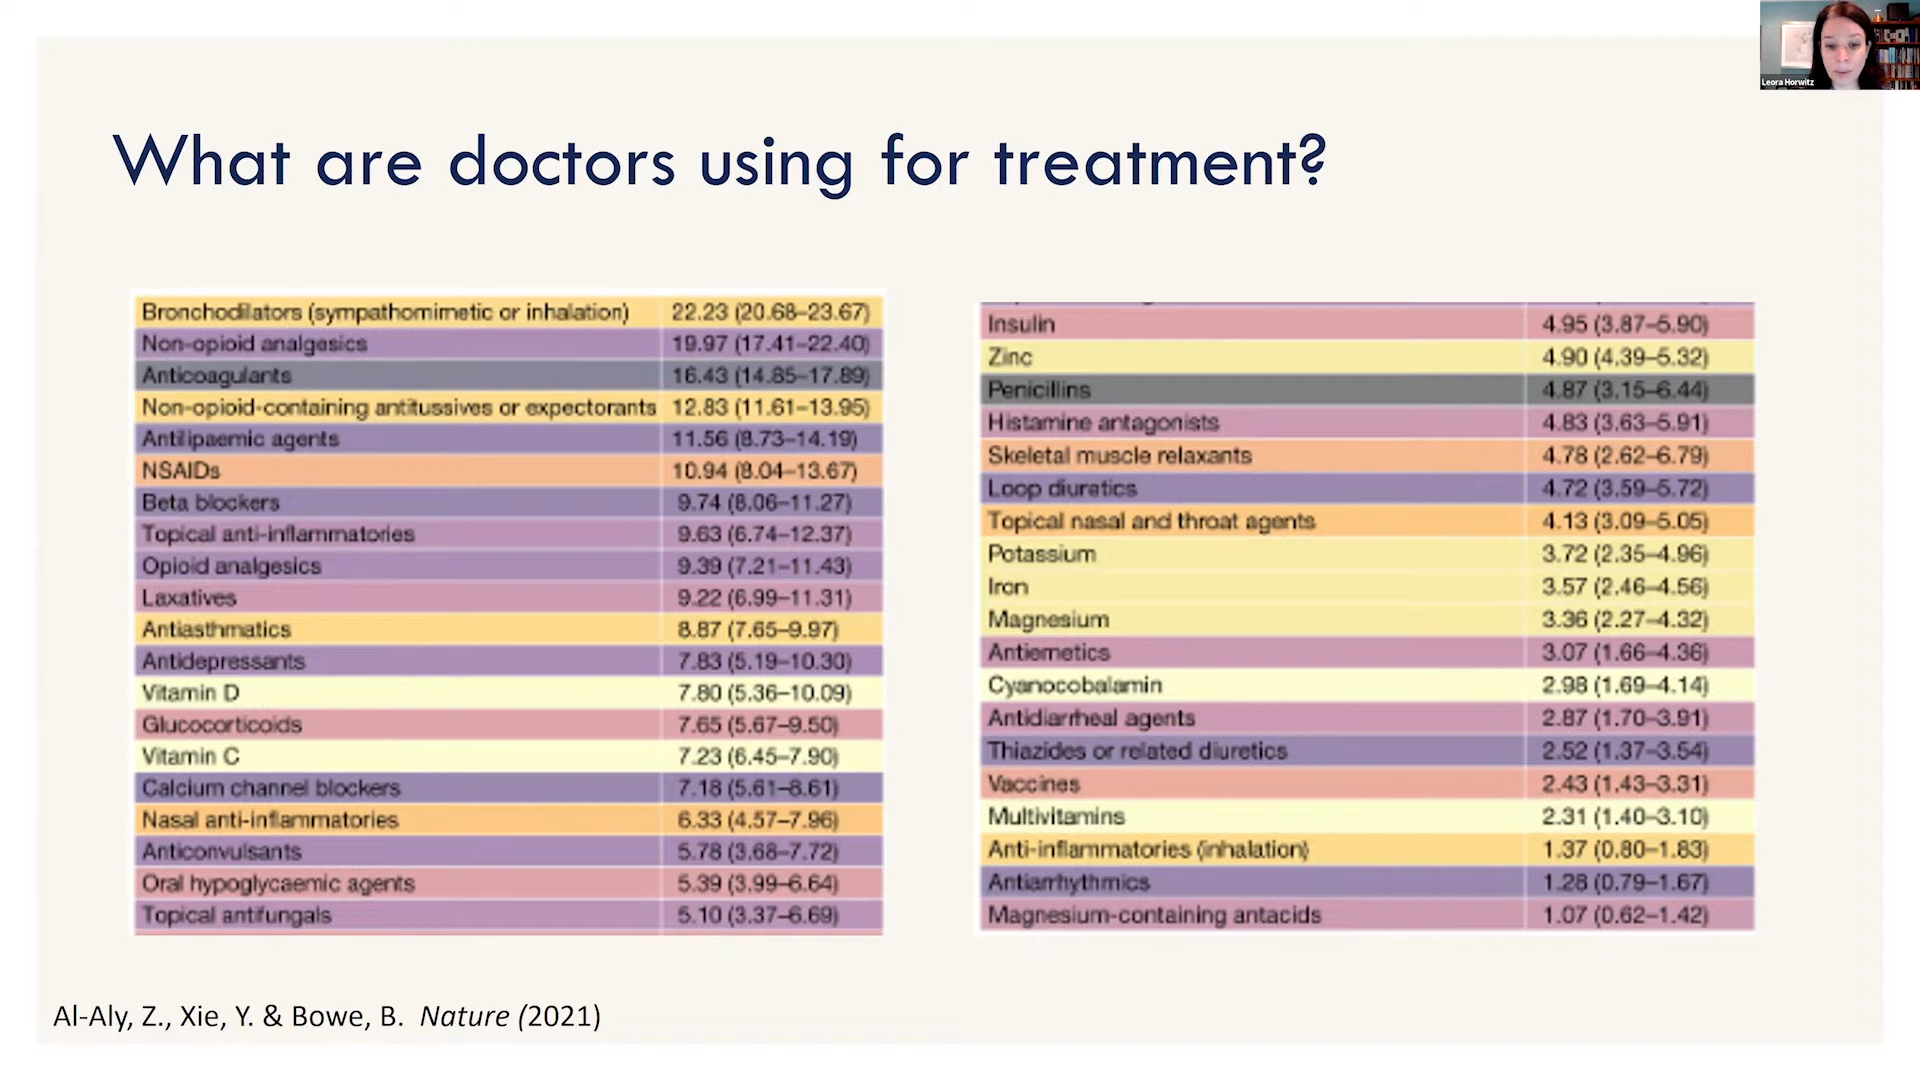 Leora Horwitz
What are doctors using for treatment?
Bronchodilators (sympathomimetic or inhalation) 22.23 (20.68–23.67)
Non-opioid analgesics 19.97 (17.41–22.40)
Anticoagulants 16.43 (14.85–17.89)
Non-opioid-containing antitussives or expectorants 12.83 (11.61–13.95)
Antilipaemic agents 11.56 (8.73–14.19)
NSAIDs 10.94 (8.04–13.67)
Beta blockers 9.74 (8.06–11.27)
Topical anti-inflammatories 9.63 (6.74–12.37)
Opioid analgesics 9.39 (7.21–11.43)
Laxatives 9.22 (6.99–11.31)
Antiasthmatics 8.87 (7.65–9.97)
Antidepressants 7.83 (5.19–10.30)
Vitamin D 7.80 (5.36–10.09)
Glucocorticoids 7.65 (5.67–9.50)
Vitamin C 7.23 (6.45–7.90)
Calcium channel blockers 7.18 (5.61–8.61)
Nasal anti-inflammatories 6.33 (4.57–7.96)
Anticonvulsants 5.78 (3.68–7.72)
Oral hypoglycaemic agents 5.39 (3.99–6.64)
Topical antifungals 5.10 (3.37–6.69)
Insulin 4.95 (3.87–5.90)
Zinc 4.90 (4.39–5.32)
Penicillins 4.87 (3.15–6.44)
Histamine antagonists 4.83 (3.63–5.91)
Skeletal muscle relaxants 4.78 (2.62–6.79)
Loop diuretics 4.72 (3.59–5.72)
Topical nasal and throat agents 4.13 (3.09–5.05)
Potassium 3.72 (2.35–4.96)
Iron 3.57 (2.46–4.56)
Magnesium 3.36 (2.27–4.32)
Antiemetics 3.07 (1.66–4.36)
Cyanocobalamin 2.98 (1.69–4.14)
Antidiarrheal agents 2.87 (1.70–3.91)
Thiazides or related diuretics 2.52 (1.37–3.54)
Vaccines 2.43 (1.43–3.31)
Multivitamins 2.31 (1.40–3.10)
Anti-inflammatories (inhalation) 1.37 (0.80–1.83)
Antiarrhythmics 1.28 (0.79–1.67)
Magnesium-containing antacids 1.07 (0.62–1.42)
Al-Aly, Z., Xie, Y. & Bowe, B. Nature (2021)